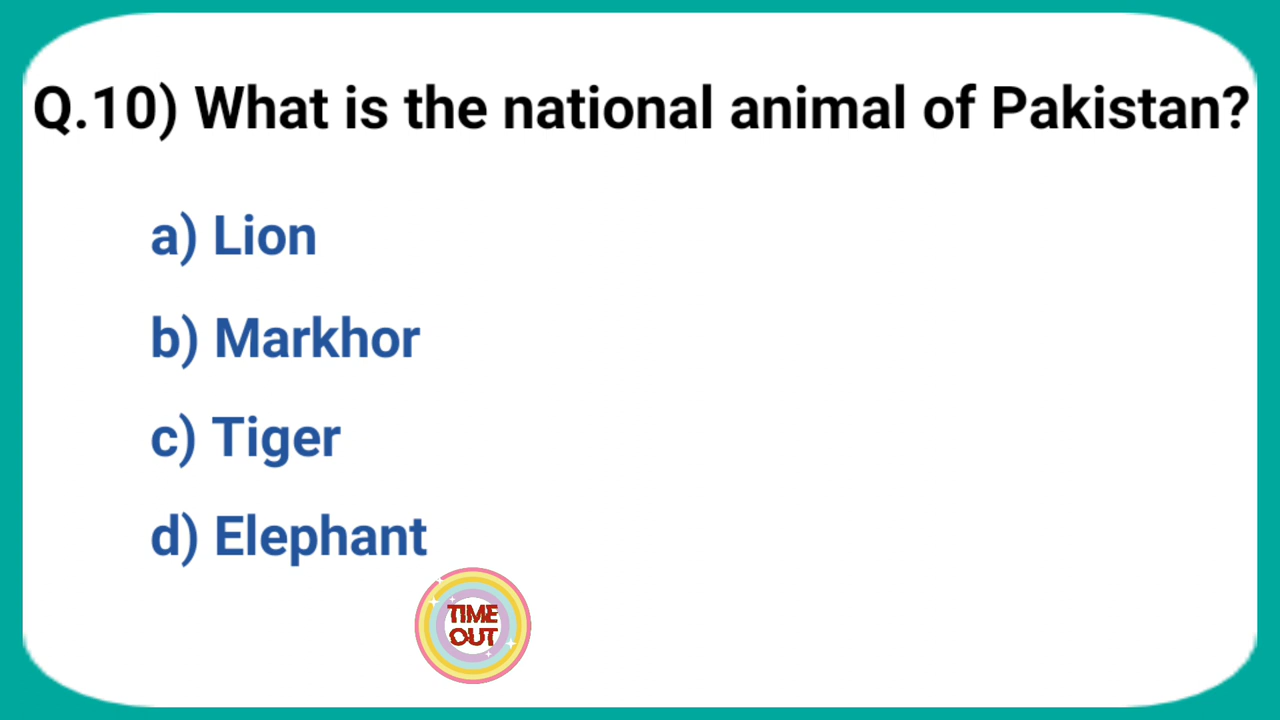 Q.10) What is the national animal of Pakistan?
a) Lion
b) Markhor
c) Tiger
d) Elephant
TIME
OUT